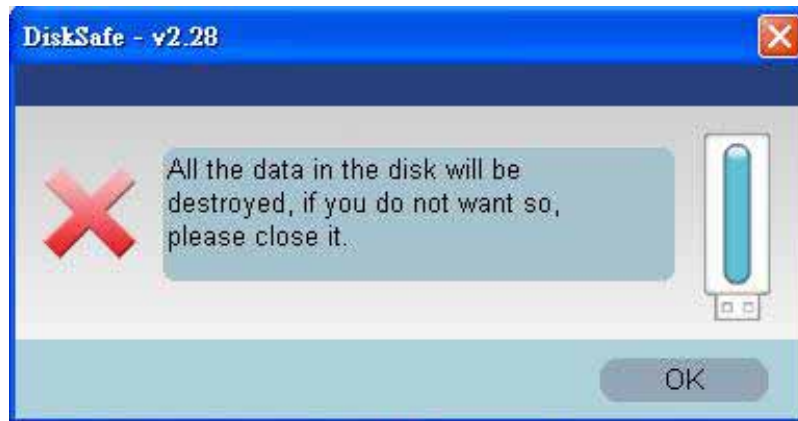 DiskSafe - v2.28
All the data in the disk will be
destroyed, if you do not want so,
please close it.
OK